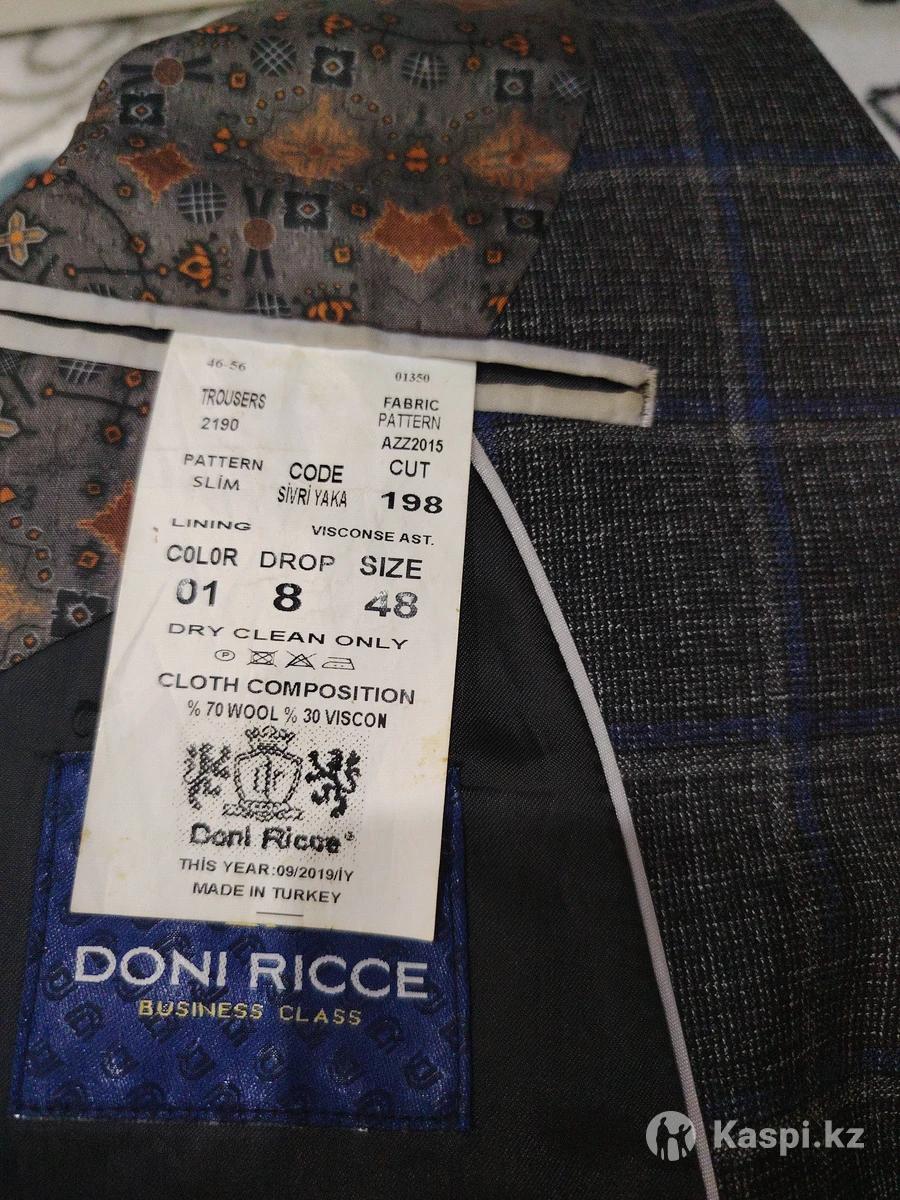 46-56
01350
TROUSERS
2190
FABRIC
PATTERN
AZZ2015
PATTERN
SLİM
CODE
SİVRİ YAKA
CUT
198
LINING
VISCONSE AST.
COLOR DROP SIZE
01 8 48
DRY CLEAN ONLY
P
CLOTH COMPOSITION
% 70 WOOL % 30 VISCON
Doni Ricce®
THİS YEAR:09/2019/İY
MADE IN TURKEY
DONI RICCE
BUSINESS CLASS
Kaspi.kz